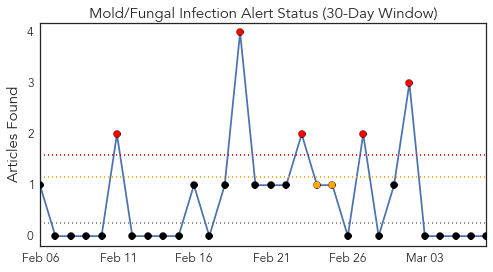 Mold/Fungal Infection Alert Status (30-Day Window)
Articles Found
4
3
2
1
0
Feb 06 Feb 11 Feb 16 Feb 21 Feb 26 Mar 03